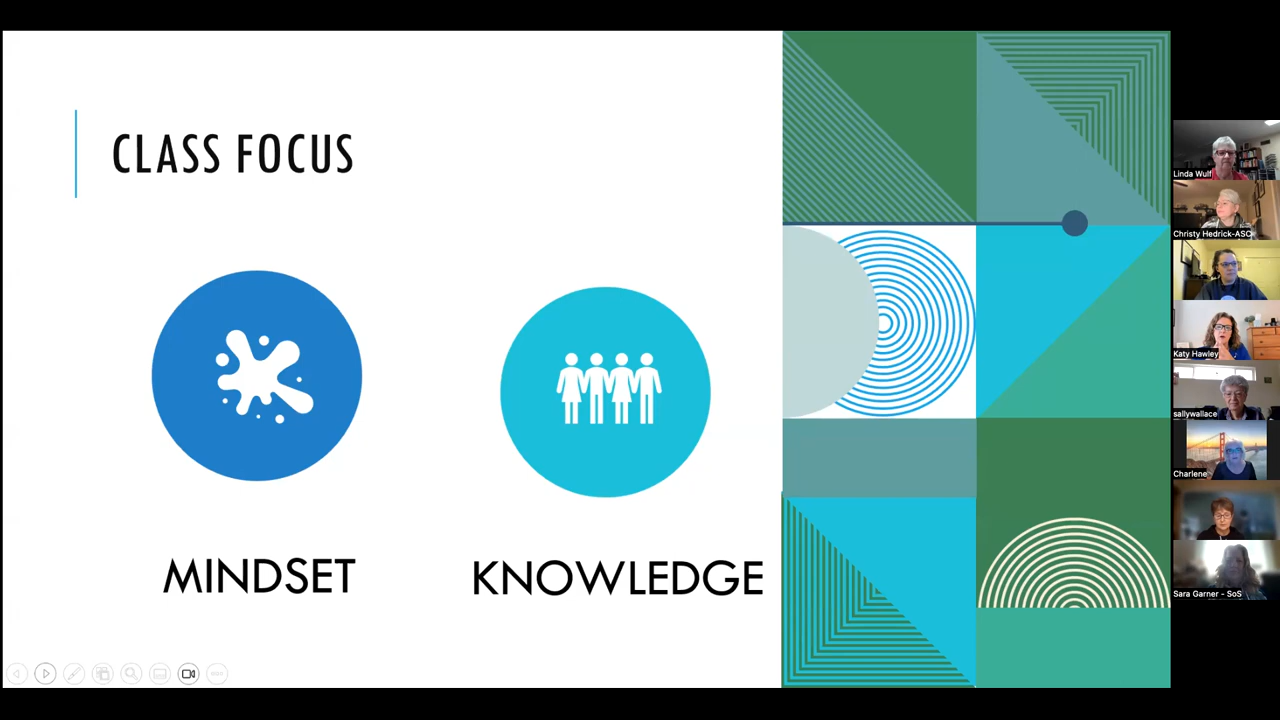 CLASS FOCUS
MINDSET
KNOWLEDGE
Linda Wulf
Christy Hedrick-ASC
Katy Hawley
sallywallace
Charlene
Sara Garner - SoS